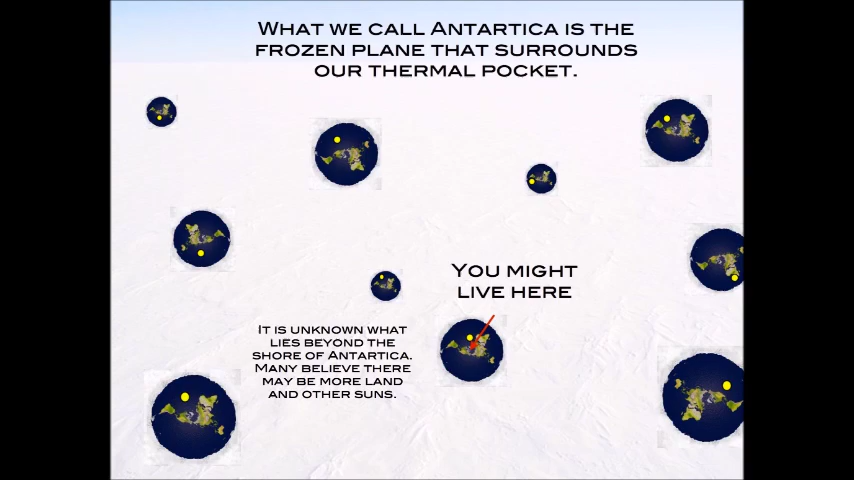 What we call Antartica is the
frozen plane that surrounds
our thermal pocket.
You might
live here
It is unknown what
lies beyond the
shore of Antartica.
Many believe there
may be more land
and other suns.